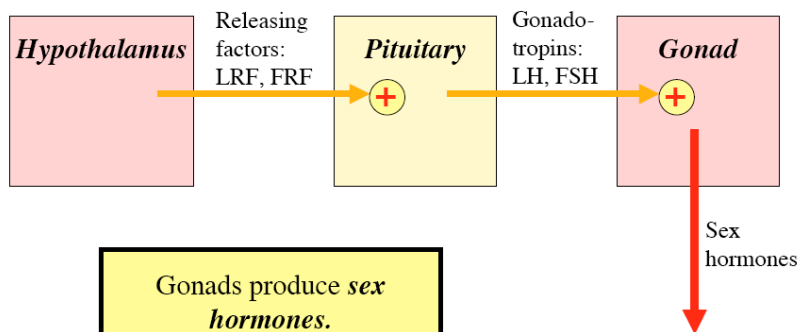 Hypothalamus
Releasing
factors:
LRF, FRF
Pituitary
+
Gonado-
tropins:
LH, FSH
Gonad
+
Sex
hormones
Gonads produce sex
hormones.